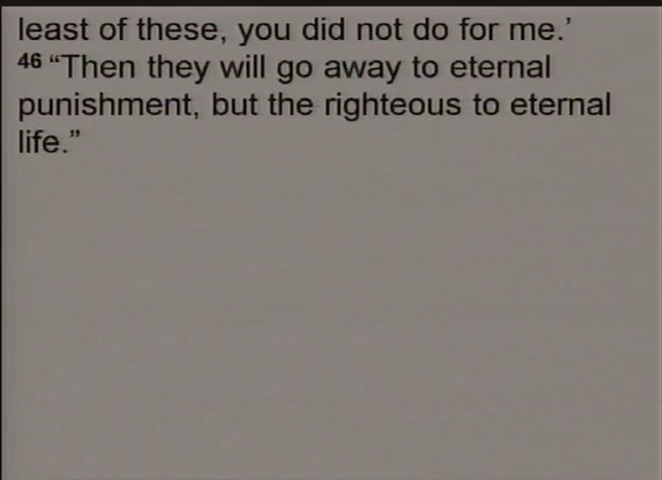 least of these, you did not do for me.’
46 “Then they will go away to eternal
punishment, but the righteous to eternal
life.”